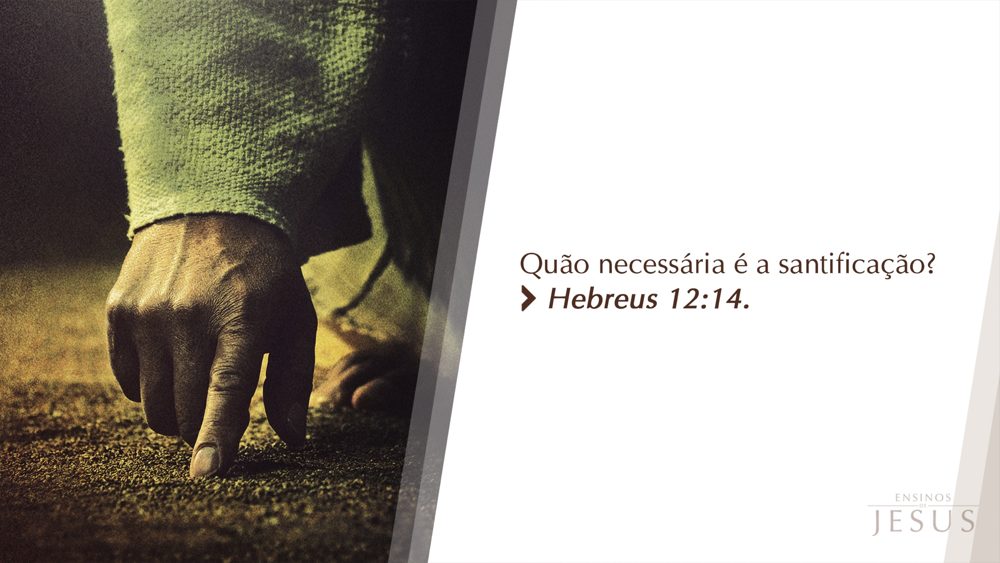 Quão necessária é a santificação?
Hebreus 12:14.
ENSINOS
DE
JESUS